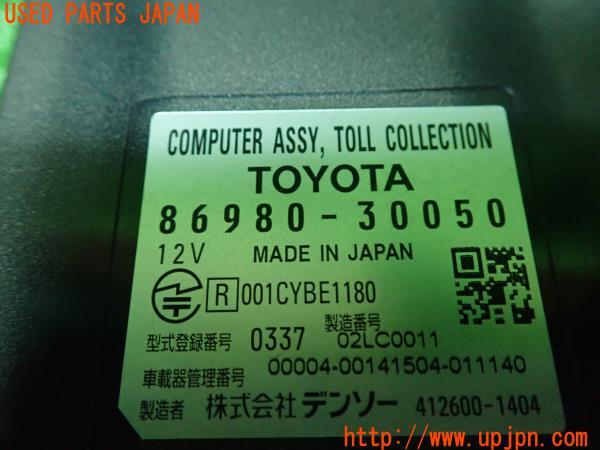 USED PARTS JAPAN
COMPUTER ASSY, TOLL COLLECTION
TOYOTA
86980-30050
12V MADE IN JAPAN
R 001CYBE1180
型式登録番号 0337 製造番号 02LC0011
車載器管理番号 00004-00141504-011140
製造者 株式会社デンソー 412600-1404
http://www.upjpn.com/